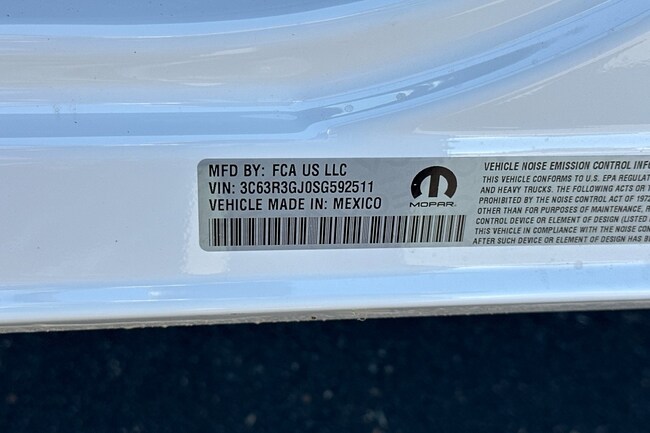 MFD BY: FCA US LLC
VIN: 3C63R3GJ0SG592511
VEHICLE MADE IN: MEXICO
MOPAR
VEHICLE NOISE EMISSION CONTROL INFO
THIS VEHICLE CONFORMS TO U.S. EPA REGULAT
AND HEAVY TRUCKS. THE FOLLOWING ACTS OR T
PROHIBITED BY THE NOISE CONTROL ACT OF 1972
OTHER THAN FOR PURPOSES OF MAINTENANCE, R
CONTROL DEVICE OR ELEMENT OF DESIGN (LISTED
THIS VEHICLE IN COMPLIANCE WITH THE NOISE CONT
AFTER SUCH DEVICE OR ELEMENT OF DESIGN HAS B